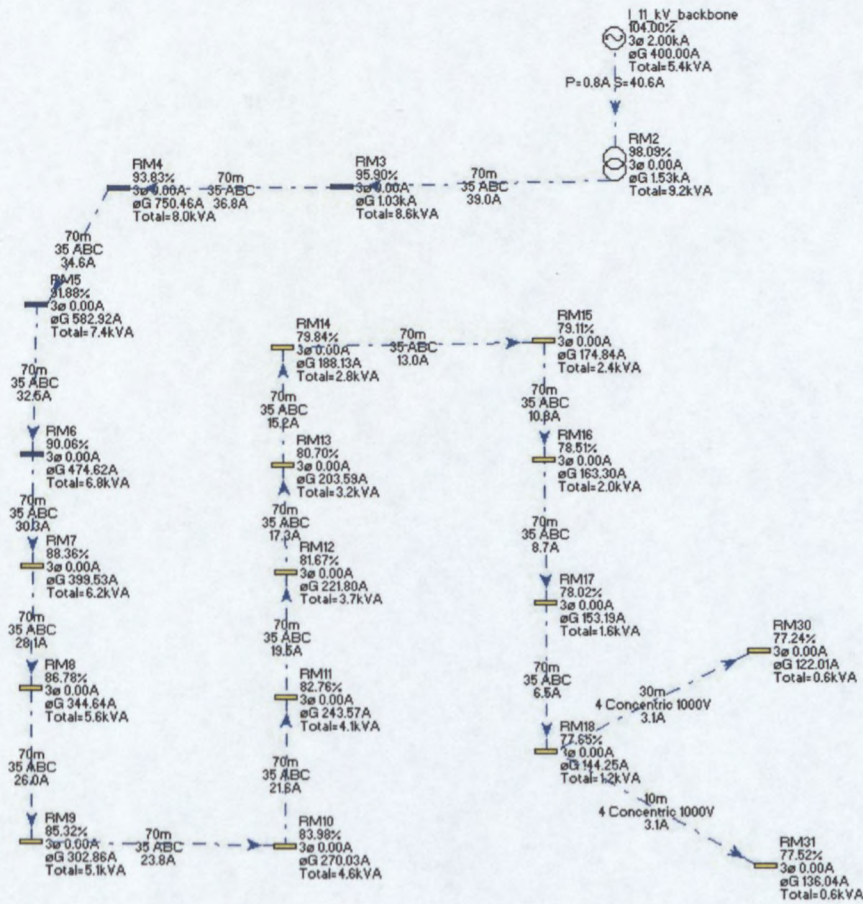 I_11_kV_backbone
104.00%
3ø 2.00kA
øG 400.00A
Total=5.4kVA
P=0.8A S=40.6A
RM2
98.09%
3ø 0.00A
øG 1.53kA
Total=9.2kVA
70m
35 ABC
39.0A
RM3
95.90%
3ø 0.00A
øG 1.03kA
Total=8.6kVA
70m
35 ABC
36.8A
RM4
93.83%
3ø 0.00A
øG 750.46A
Total=8.0kVA
70m
35 ABC
34.6A
RM5
91.88%
3ø 0.00A
øG 582.92A
Total=7.4kVA
70m
35 ABC
32.5A
RM6
90.06%
3ø 0.00A
øG 474.62A
Total=6.8kVA
70m
35 ABC
30.3A
RM7
88.36%
3ø 0.00A
øG 399.53A
Total=6.2kVA
70m
35 ABC
28.1A
RM8
86.78%
3ø 0.00A
øG 344.64A
Total=5.6kVA
70m
35 ABC
26.0A
RM9
85.32%
3ø 0.00A
øG 302.86A
Total=5.1kVA
70m
35 ABC
23.8A
RM10
83.98%
3ø 0.00A
øG 270.03A
Total=4.6kVA
70m
35 ABC
21.6A
RM11
82.76%
3ø 0.00A
øG 243.57A
Total=4.1kVA
70m
35 ABC
19.5A
RM12
81.67%
3ø 0.00A
øG 221.80A
Total=3.7kVA
70m
35 ABC
17.3A
RM13
80.70%
3ø 0.00A
øG 203.59A
Total=3.2kVA
70m
35 ABC
15.2A
RM14
79.84%
3ø 0.00A
øG 188.13A
Total=2.8kVA
70m
35 ABC
13.0A
RM15
79.11%
3ø 0.00A
øG 174.84A
Total=2.4kVA
70m
35 ABC
10.8A
RM16
78.51%
3ø 0.00A
øG 163.30A
Total=2.0kVA
70m
35 ABC
8.7A
RM17
78.02%
3ø 0.00A
øG 153.19A
Total=1.6kVA
70m
35 ABC
6.5A
RM18
77.65%
3ø 0.00A
øG 144.25A
Total=1.2kVA
30m
4 Concentric 1000V
3.1A
RM30
77.24%
3ø 0.00A
øG 122.01A
Total=0.6kVA
10m
4 Concentric 1000V
3.1A
RM31
77.52%
3ø 0.00A
øG 136.04A
Total=0.6kVA